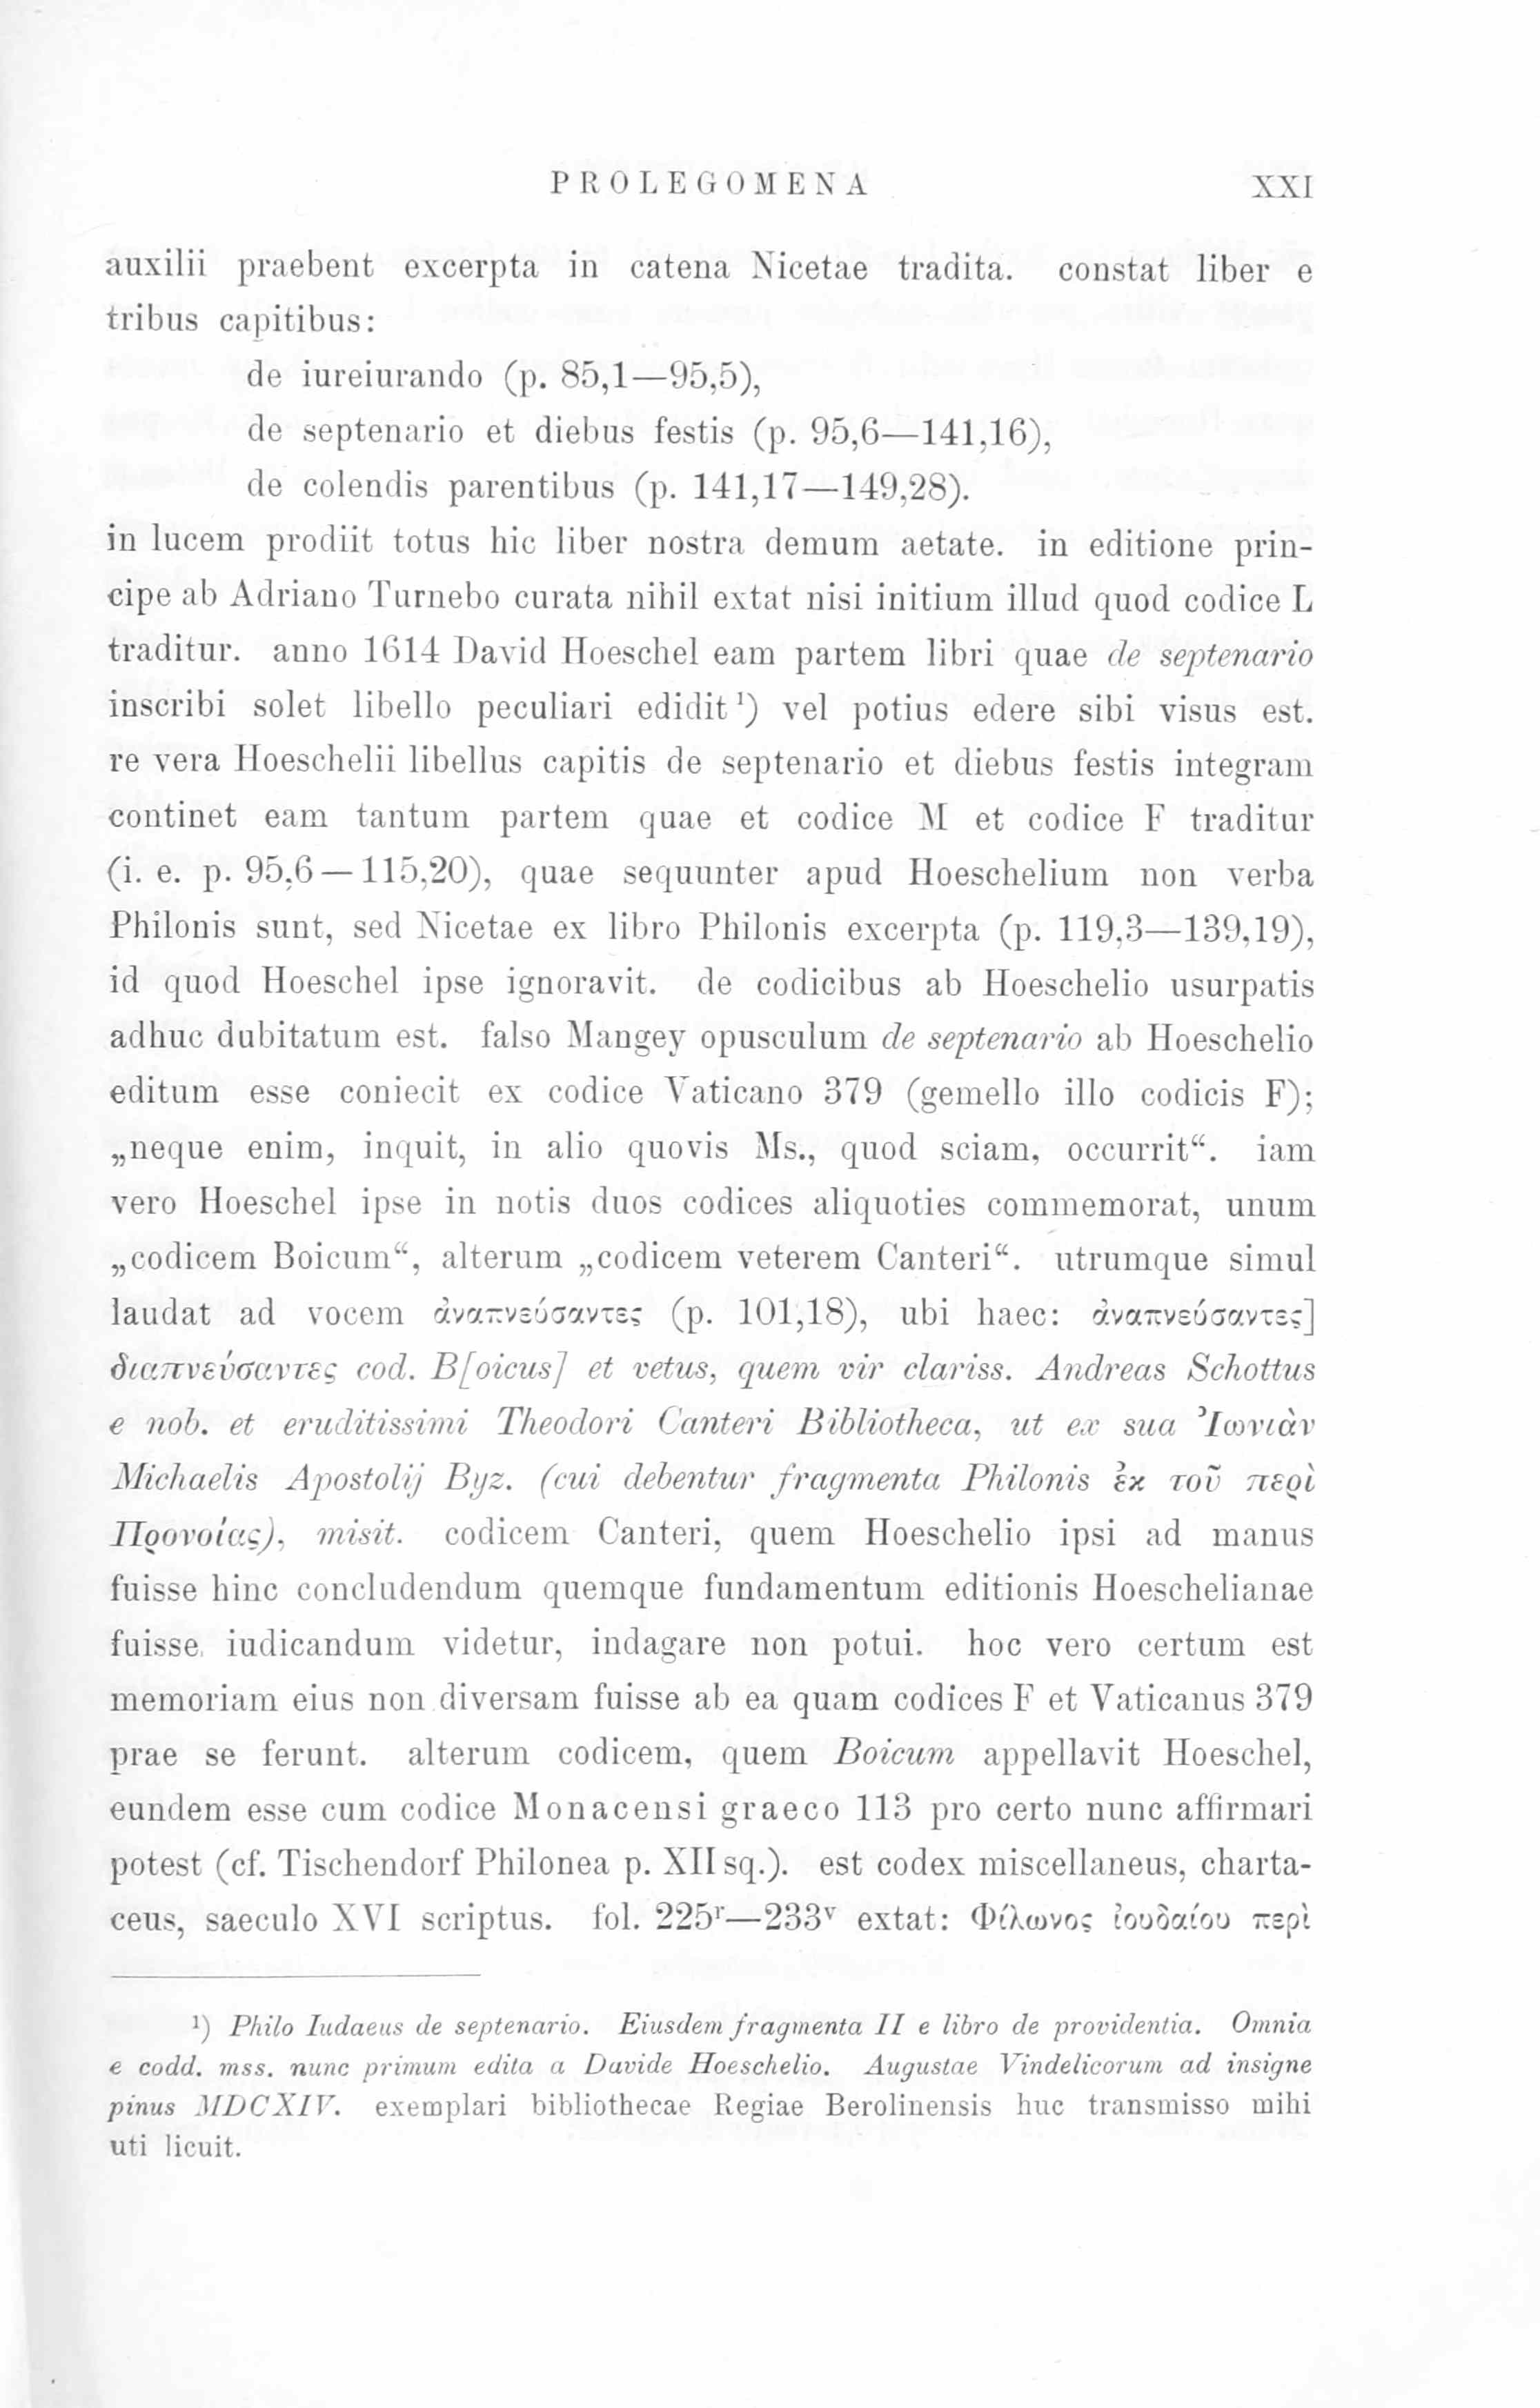 PROLEGOMENA XXI
auxilii praebent excerpta in catena Nicetae tradita. constat liber e
tribus capitibus:
de iureiurando (p. 85,1—95,5),
de septenario et diebus festis (p. 95,6—141,16),
de colendis parentibus (p. 141,17—149,28).
in lucem prodiit totus hic liber nostra demum aetate. in editione prin-
cipe ab Adriano Turnebo curata nihil extat nisi initium illud quod codice L
traditur. anno 1614 David Hoeschel eam partem libri quae de septenario
inscribi solet libello peculiari edidit ¹) vel potius edere sibi visus est.
re vera Hoeschelii libellus capitis de septenario et diebus festis integram
continet eam tantum partem quae et codice M et codice F traditur
(i. e. p. 95,6—115,20), quae sequunter apud Hoeschelium non verba
Philonis sunt, sed Nicetae ex libro Philonis excerpta (p. 119,3—139,19),
id quod Hoeschel ipse ignoravit. de codicibus ab Hoeschelio usurpatis
adhuc dubitatum est. falso Mangey opusculum de septenario ab Hoeschelio
editum esse coniecit ex codice Vaticano 379 (gemello illo codicis F);
„neque enim, inquit, in alio quovis Ms., quod sciam, occurrit“. iam
vero Hoeschel ipse in notis duos codices aliquoties commemorat, unum
„codicem Boicum“, alterum „codicem veterem Canteri“. utrumque simul
laudat ad vocem ἀναπνεύσαντες (p. 101,18), ubi haec: ἀναπνεύσαντες]
διαπνεύσαντες cod. B[oicus] et vetus, quem vir clariss. Andreas Schottus
e nob. et eruditissimi Theodori Canteri Bibliotheca, ut ex sua Ἰωνιὰν
Michaelis Apostolij Byz. (cui debentur fragmenta Philonis ἐκ τοῦ περὶ
Προνοίας), misit. codicem Canteri, quem Hoeschelio ipsi ad manus
fuisse hinc concludendum quemque fundamentum editionis Hoeschelianae
fuisse iudicandum videtur, indagare non potui. hoc vero certum est
memoriam eius non diversam fuisse ab ea quam codices F et Vaticanus 379
prae se ferunt. alterum codicem, quem Boicum appellavit Hoeschel,
eundem esse cum codice Monacensi graeco 113 pro certo nunc affirmari
potest (cf. Tischendorf Philonea p. XII sq.). est codex miscellaneus, charta-
ceus, saeculo XVI scriptus. fol. 225ʳ—233ᵛ extat: Φίλωνος ἰουδαίου περὶ
¹) Philo Iudaeus de septenario. Eiusdem fragmenta II e libro de providentia. Omnia
e codd. mss. nunc primum edita a Davide Hoeschelio. Augustae Vindelicorum ad insigne
pinus MDCXIV. exemplari bibliothecae Regiae Berolinensis huc transmisso mihi
uti licuit.